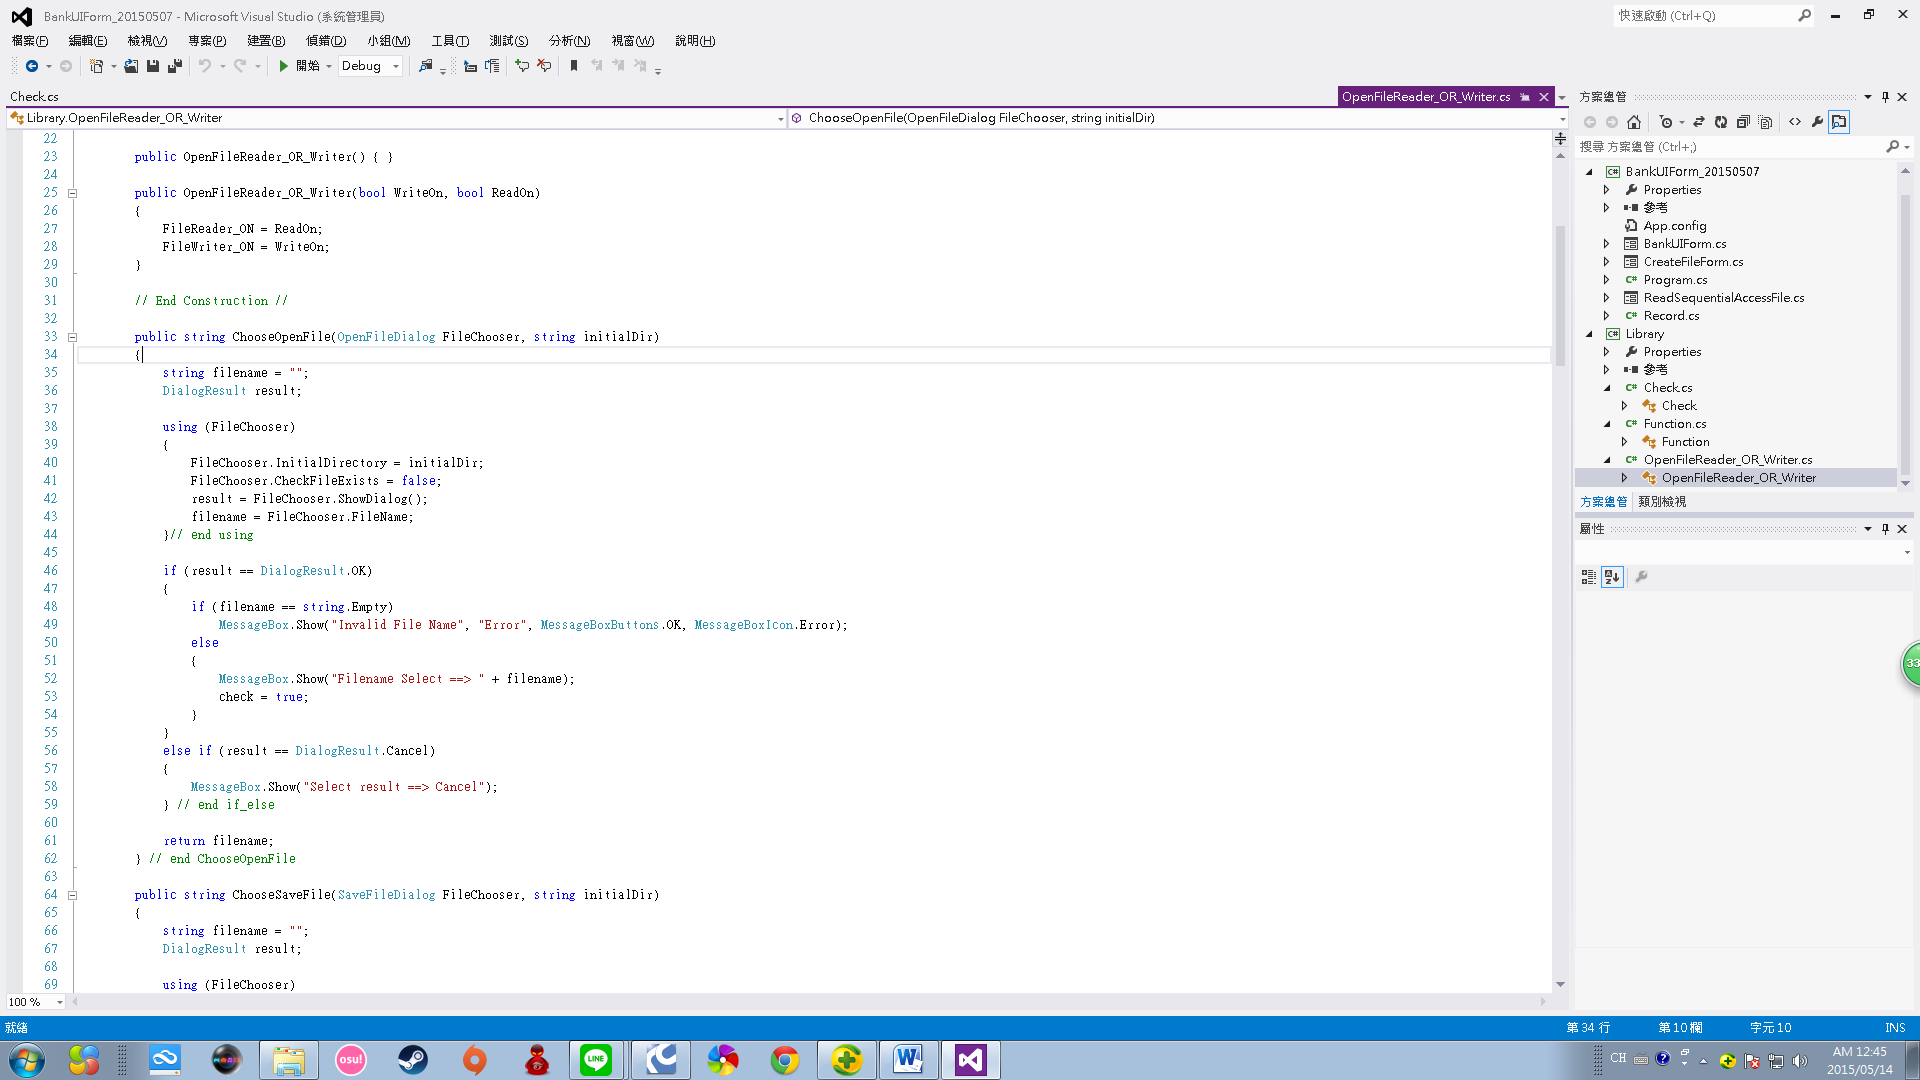 BankUIForm_20150507 - Microsoft Visual Studio (系統管理員)
快速啟動 (Ctrl+Q)
檔案(F) 編輯(E) 檢視(V) 專案(P) 建置(B) 偵錯(D) 小組(M) 工具(T) 測試(S) 分析(N) 視窗(W) 說明(H)
開始 Debug
Check.cs
OpenFileReader_OR_Writer.cs
Library.OpenFileReader_OR_Writer
ChooseOpenFile(OpenFileDialog FileChooser, string initialDir)
22
23 public OpenFileReader_OR_Writer() { }
24
25 public OpenFileReader_OR_Writer(bool WriteOn, bool ReadOn)
26 {
27 FileReader_ON = ReadOn;
28 FileWriter_ON = WriteOn;
29 }
30
31 // End Construction //
32
33 public string ChooseOpenFile(OpenFileDialog FileChooser, string initialDir)
34 {
35 string filename = "";
36 DialogResult result;
37
38 using (FileChooser)
39 {
40 FileChooser.InitialDirectory = initialDir;
41 FileChooser.CheckFileExists = false;
42 result = FileChooser.ShowDialog();
43 filename = FileChooser.FileName;
44 }// end using
45
46 if (result == DialogResult.OK)
47 {
48 if (filename == string.Empty)
49 MessageBox.Show("Invalid File Name", "Error", MessageBoxButtons.OK, MessageBoxIcon.Error);
50 else
51 {
52 MessageBox.Show("Filename Select ==> " + filename);
53 check = true;
54 }
55 }
56 else if (result == DialogResult.Cancel)
57 {
58 MessageBox.Show("Select result ==> Cancel");
59 } // end if_else
60
61 return filename;
62 } // end ChooseOpenFile
63
64 public string ChooseSaveFile(SaveFileDialog FileChooser, string initialDir)
65 {
66 string filename = "";
67 DialogResult result;
68
69 using (FileChooser)
100 %
方案總管
搜尋 方案總管 (Ctrl+;)
BankUIForm_20150507
Properties
參考
App.config
BankUIForm.cs
CreateFileForm.cs
Program.cs
ReadSequentialAccessFile.cs
Record.cs
Library
Properties
參考
Check.cs
Check
Function.cs
Function
OpenFileReader_OR_Writer.cs
OpenFileReader_OR_Writer
方案總管 類別檢視
屬性
33
就緒
第 34 行 第 10 欄 字元 10 INS
osu!
LINE
CH
AM 12:45
2015/05/14